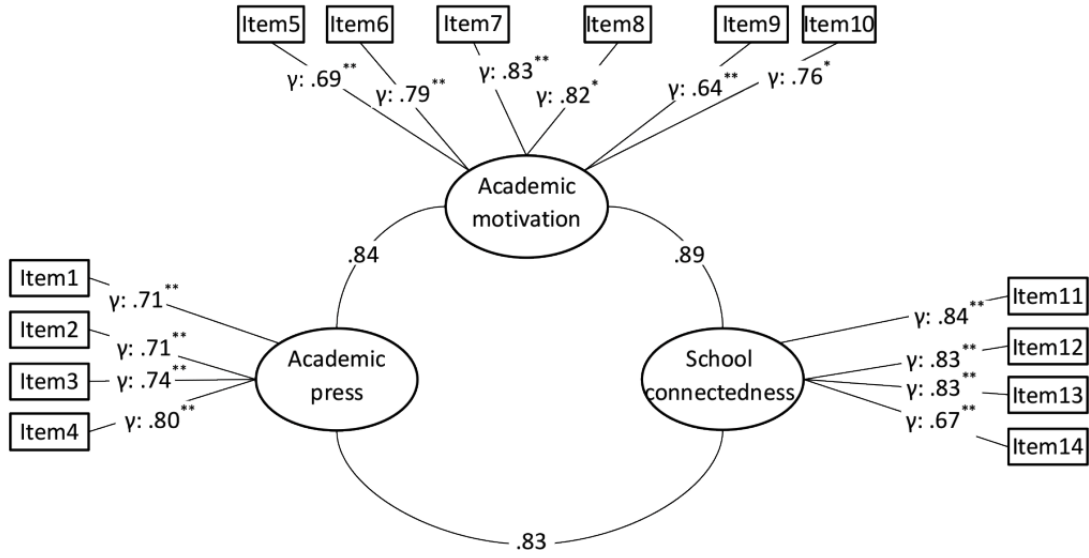 Item5 Item6 Item7 Item8 Item9 Item10
γ: .69** γ: .79** γ: .83** γ: .82* γ: .64** γ: .76*
Academic
motivation
.84 .89
Item1
Item2
Item3
Item4
γ: .71**
γ: .71**
γ: .74**
γ: .80**
Academic
press
School
connectedness
γ: .84**
γ: .83**
γ: .83**
γ: .67**
Item11
Item12
Item13
Item14
.83